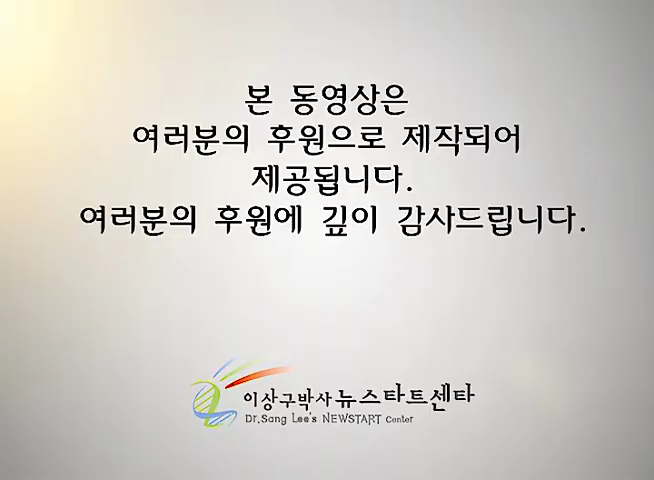 본 동영상은
여러분의 후원으로 제작되어
제공됩니다.
여러분의 후원에 깊이 감사드립니다.
이상구박사 뉴스타트센타
Dr.Sang Lee's NEWSTART Center